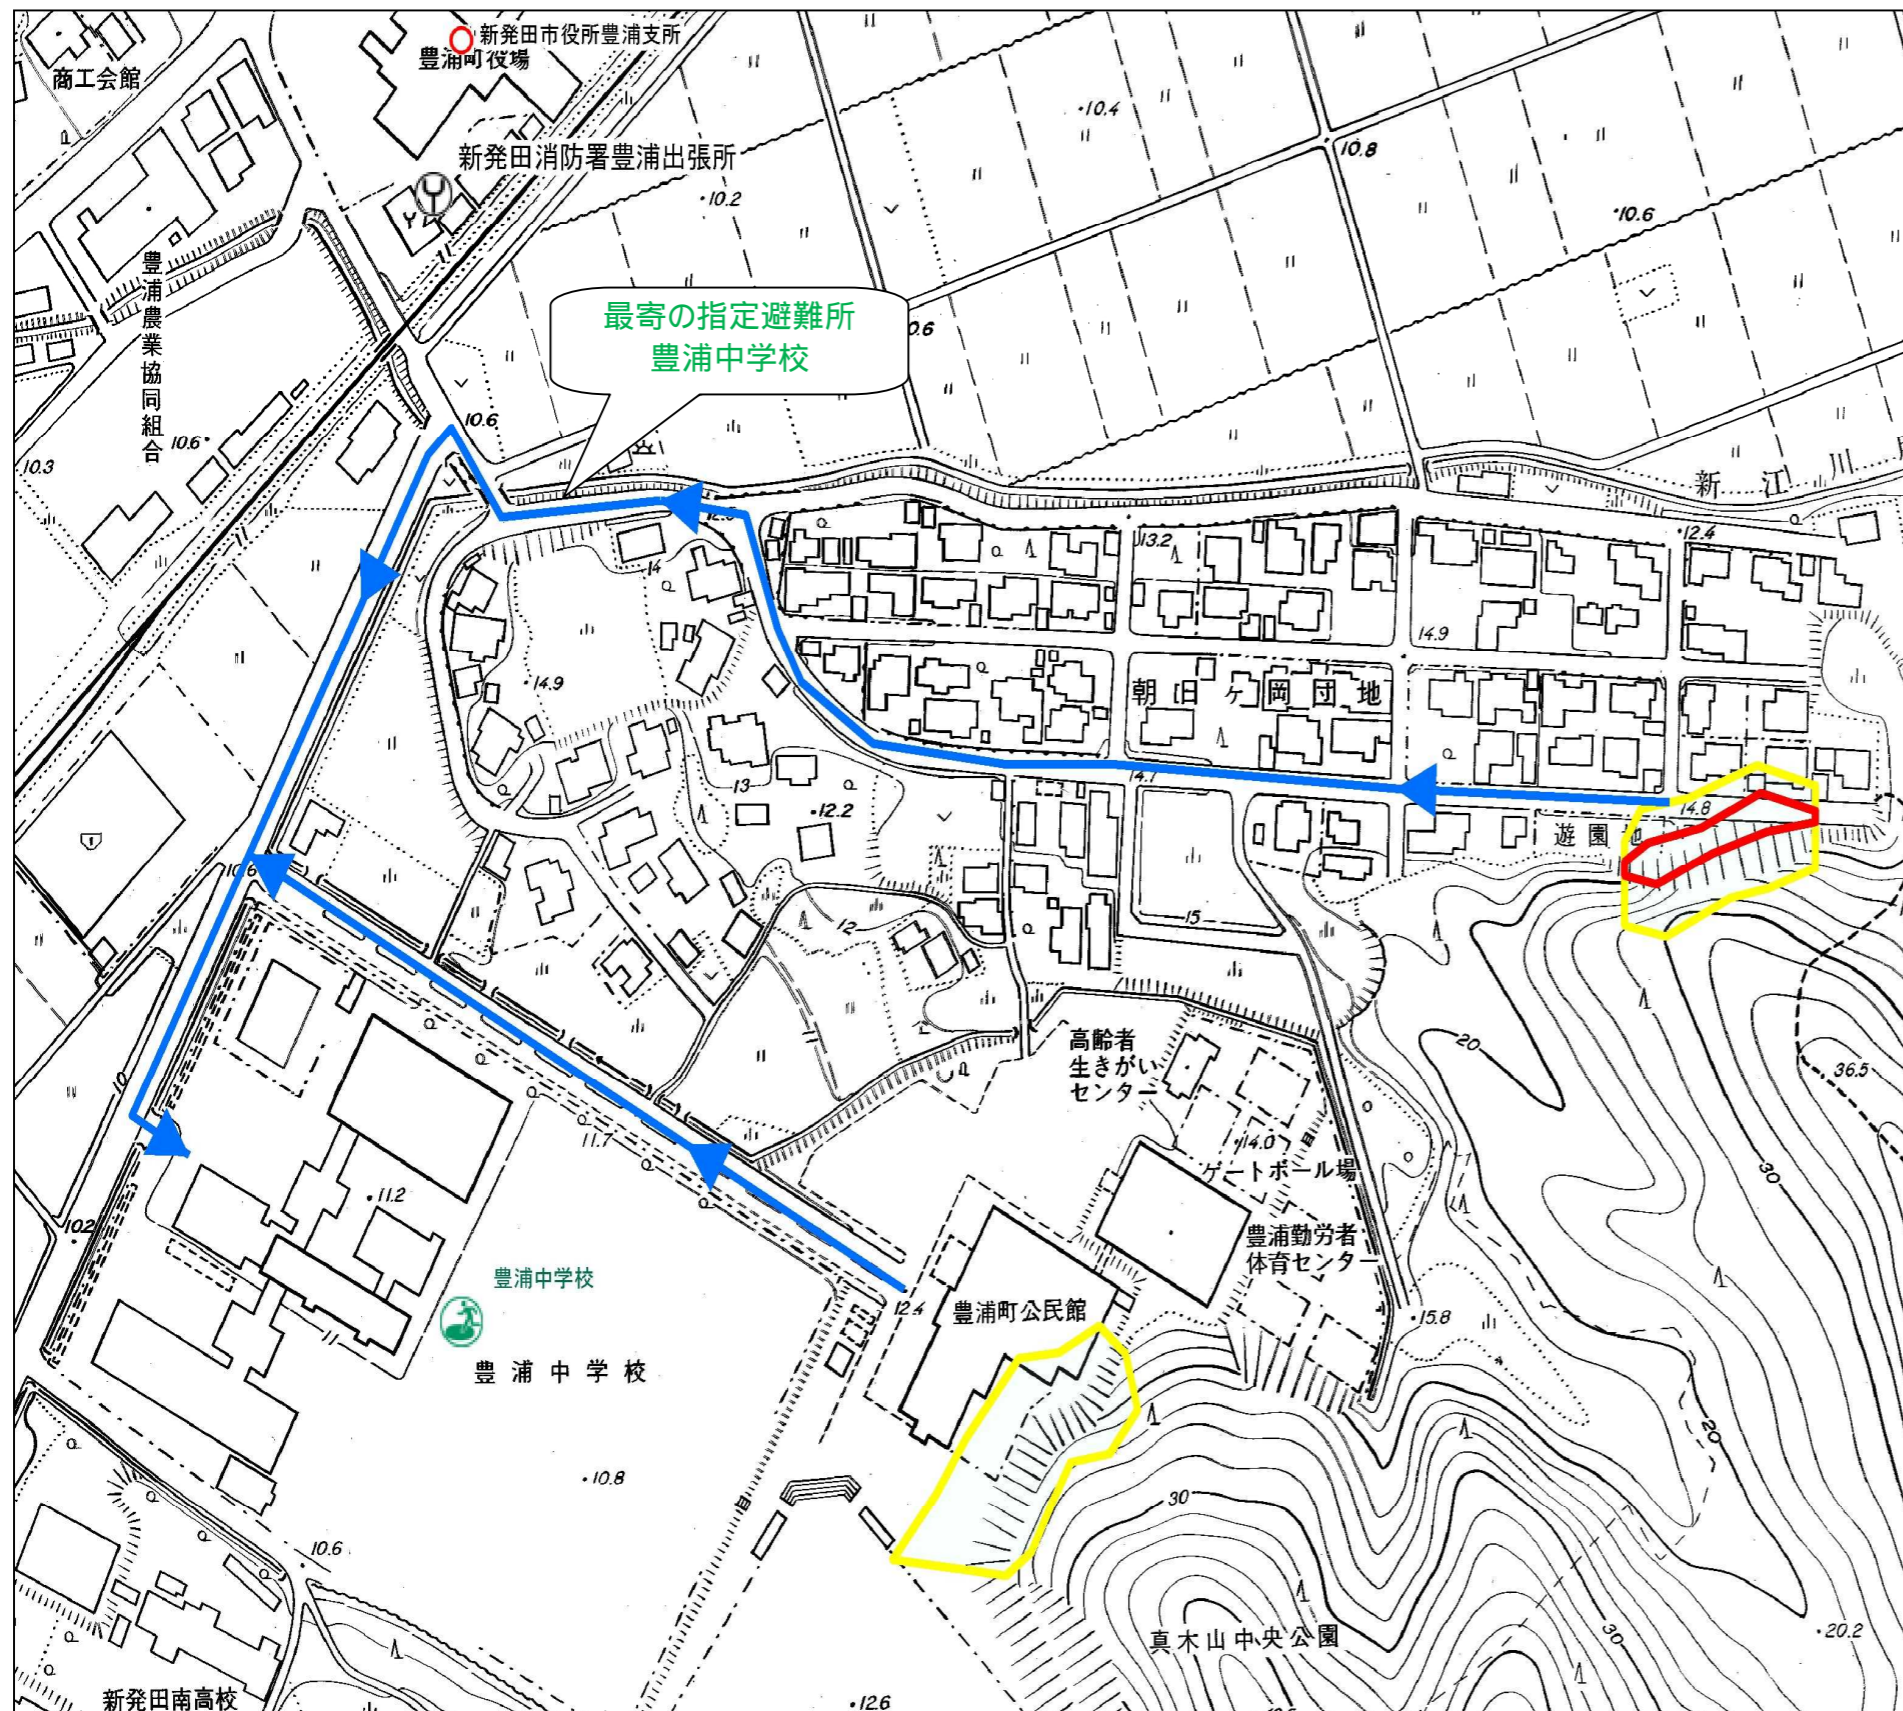 新発田市役所豊浦支所
豊浦町役場
商工会館
新発田消防署豊浦出張所
10.4
10.8
10.2
10.6
豊浦農業協同組合
最寄の指定避難所
豊浦中学校
0.6
10.6
10.6
10.3
新江
12.5
13.2
12.4
14
14.9
14.9
朝日ヶ岡団地
14.1
13
12.2
14.8
遊園地
10.6
15
12
20
高齢者
生きがい
センター
36.5
10
11.7
14.0
ゲートボール場
30
11.2
10.2
豊浦勤労者
体育センター
豊浦中学校
12.4
豊浦町公民館
15.8
豊浦中学校
20
10.8
30
10.6
真木山中央公園
30
20.2
新発田南高校
12.6